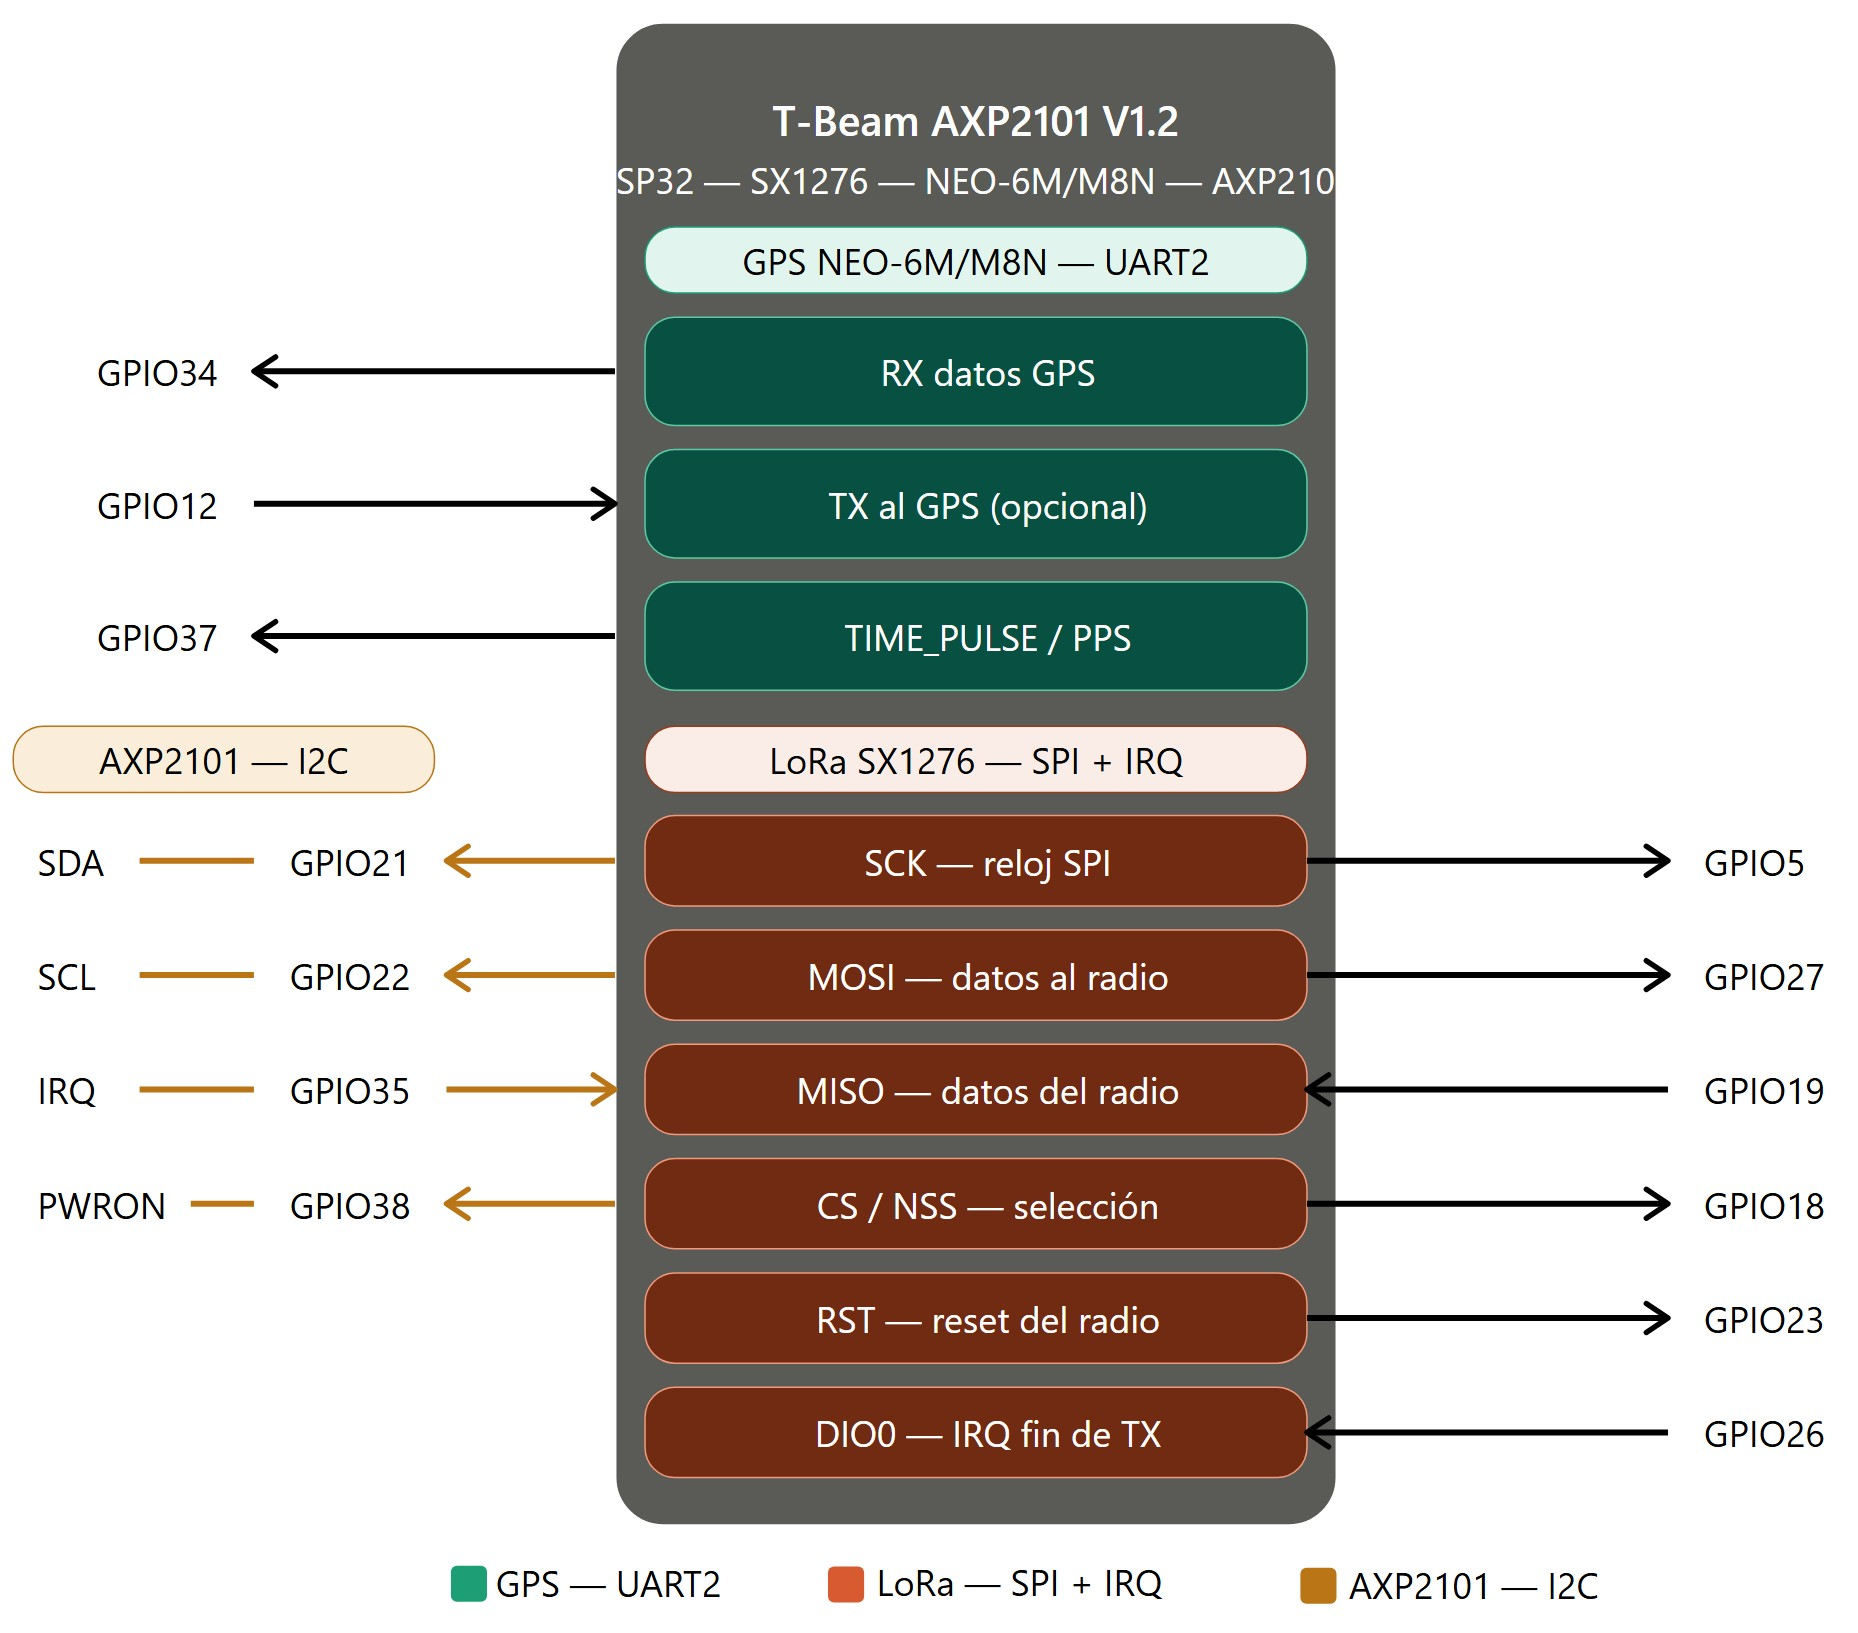 T-Beam AXP2101 V1.2
SP32 — SX1276 — NEO-6M/M8N — AXP210
GPS NEO-6M/M8N — UART2
GPIO34
RX datos GPS
GPIO12
TX al GPS (opcional)
GPIO37
TIME_PULSE / PPS
AXP2101 — I2C
LoRa SX1276 — SPI + IRQ
SDA
GPIO21
SCK — reloj SPI
GPIO5
SCL
GPIO22
MOSI — datos al radio
GPIO27
IRQ
GPIO35
MISO — datos del radio
GPIO19
PWRON
GPIO38
CS / NSS — selección
GPIO18
RST — reset del radio
GPIO23
DIO0 — IRQ fin de TX
GPIO26
GPS — UART2
LoRa — SPI + IRQ
AXP2101 — I2C